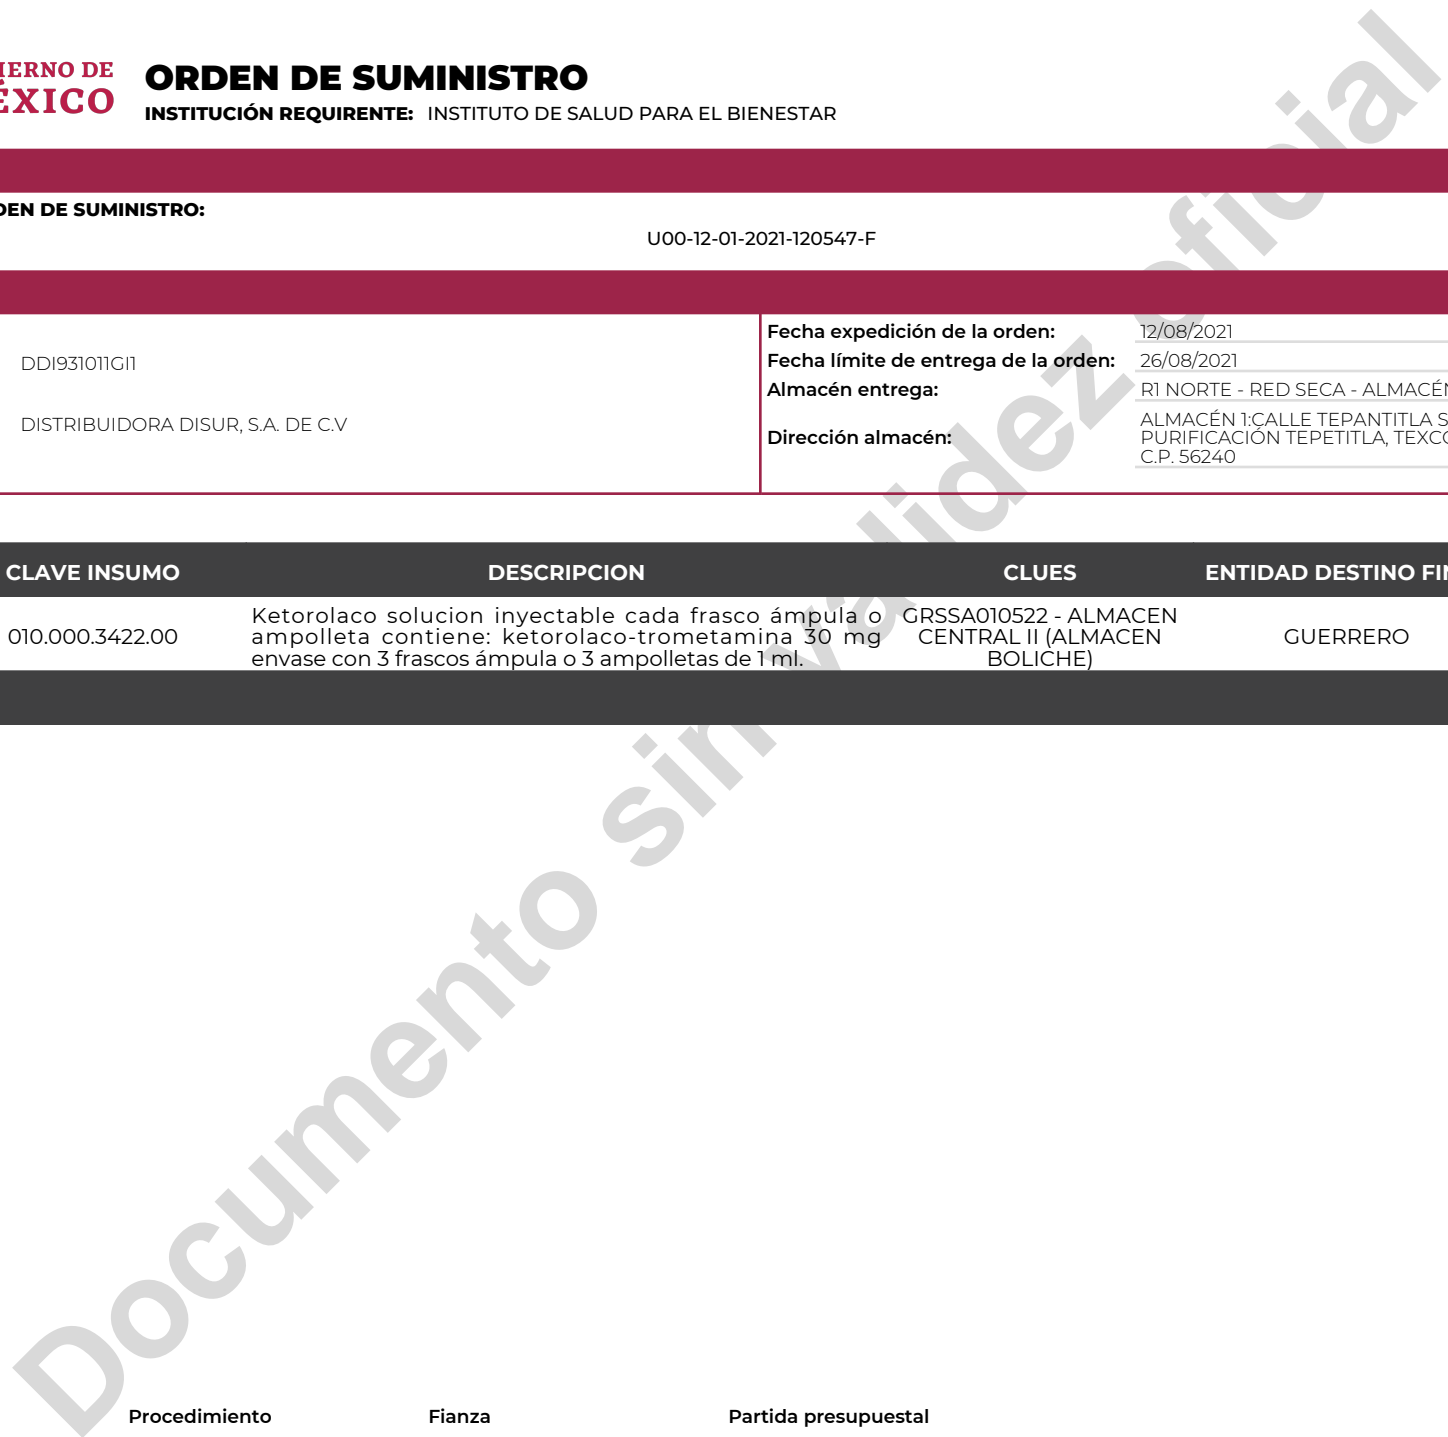 IERNO DE
ÉXICO
ORDEN DE SUMINISTRO
INSTITUCIÓN REQUIRENTE: INSTITUTO DE SALUD PARA EL BIENESTAR
DEN DE SUMINISTRO:
U00-12-01-2021-120547-F
DDI931011GI1
DISTRIBUIDORA DISUR, S.A. DE C.V
Fecha expedición de la orden: 12/08/2021
Fecha límite de entrega de la orden: 26/08/2021
Almacén entrega: R1 NORTE - RED SECA - ALMACÉN
Dirección almacén: ALMACÉN 1:CALLE TEPANTITLA S
PURIFICACIÓN TEPETITLA, TEXCO
C.P. 56240
CLAVE INSUMO DESCRIPCION CLUES ENTIDAD DESTINO FIN
010.000.3422.00
Ketorolaco solucion inyectable cada frasco ámpula o
ampolleta contiene: ketorolaco-trometamina 30 mg
envase con 3 frascos ámpula o 3 ampolletas de 1 ml.
GRSSA010522 - ALMACEN
CENTRAL II (ALMACEN
BOLICHE)
GUERRERO
Documento sin validez oficial
Procedimiento Fianza Partida presupuestal